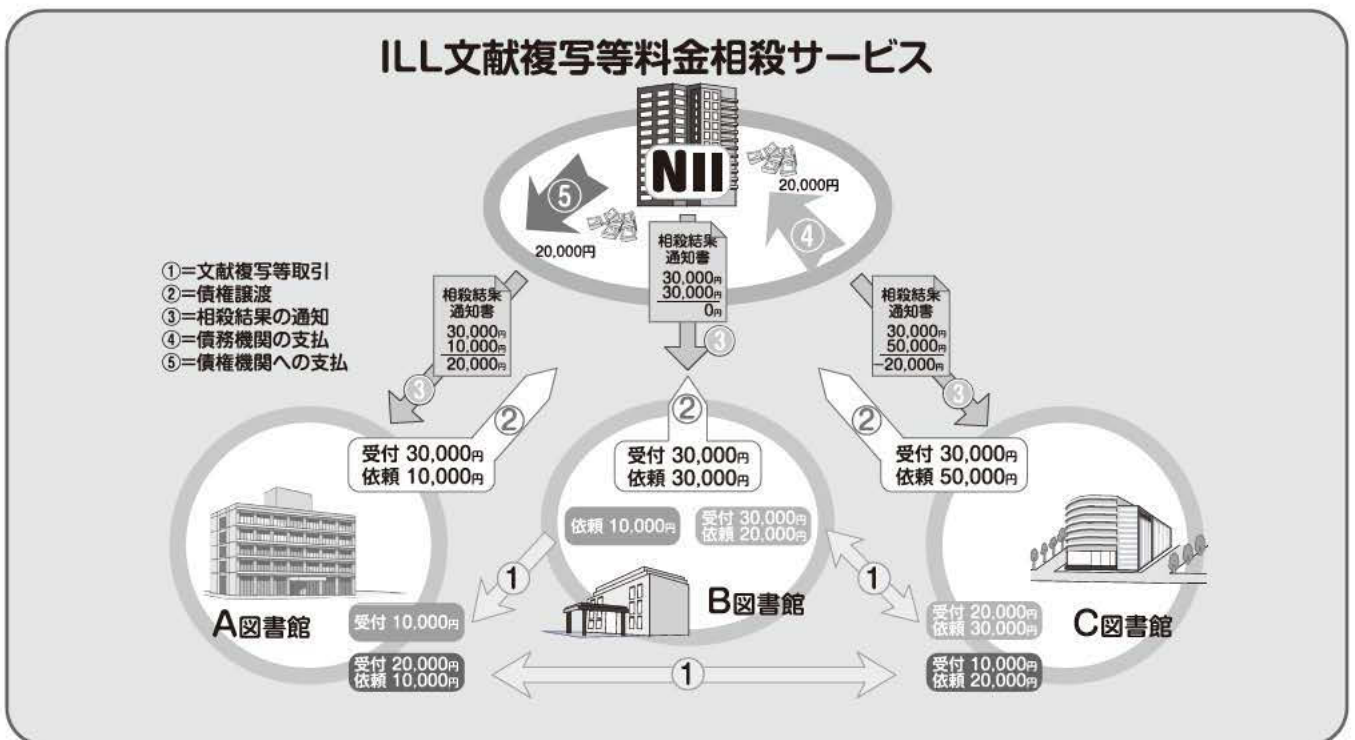 ILL文献複写等料金相殺サービス
NII
⑤
20,000円
20,000円
④
①=文献複写等取引
②=債権譲渡
③=相殺結果の通知
④=債務機関の支払
⑤=債権機関への支払
相殺結果
通知書
30,000円
10,000円
20,000円
③
相殺結果
通知書
30,000円
30,000円
0円
③
相殺結果
通知書
30,000円
50,000円
−20,000円
③
②
受付 30,000円
依頼 10,000円
②
受付 30,000円
依頼 30,000円
②
受付 30,000円
依頼 50,000円
依頼 10,000円
受付 30,000円
依頼 20,000円
①
①
A図書館
B図書館
C図書館
受付 10,000円
受付 20,000円
依頼 10,000円
①
受付 20,000円
依頼 30,000円
受付 10,000円
依頼 20,000円